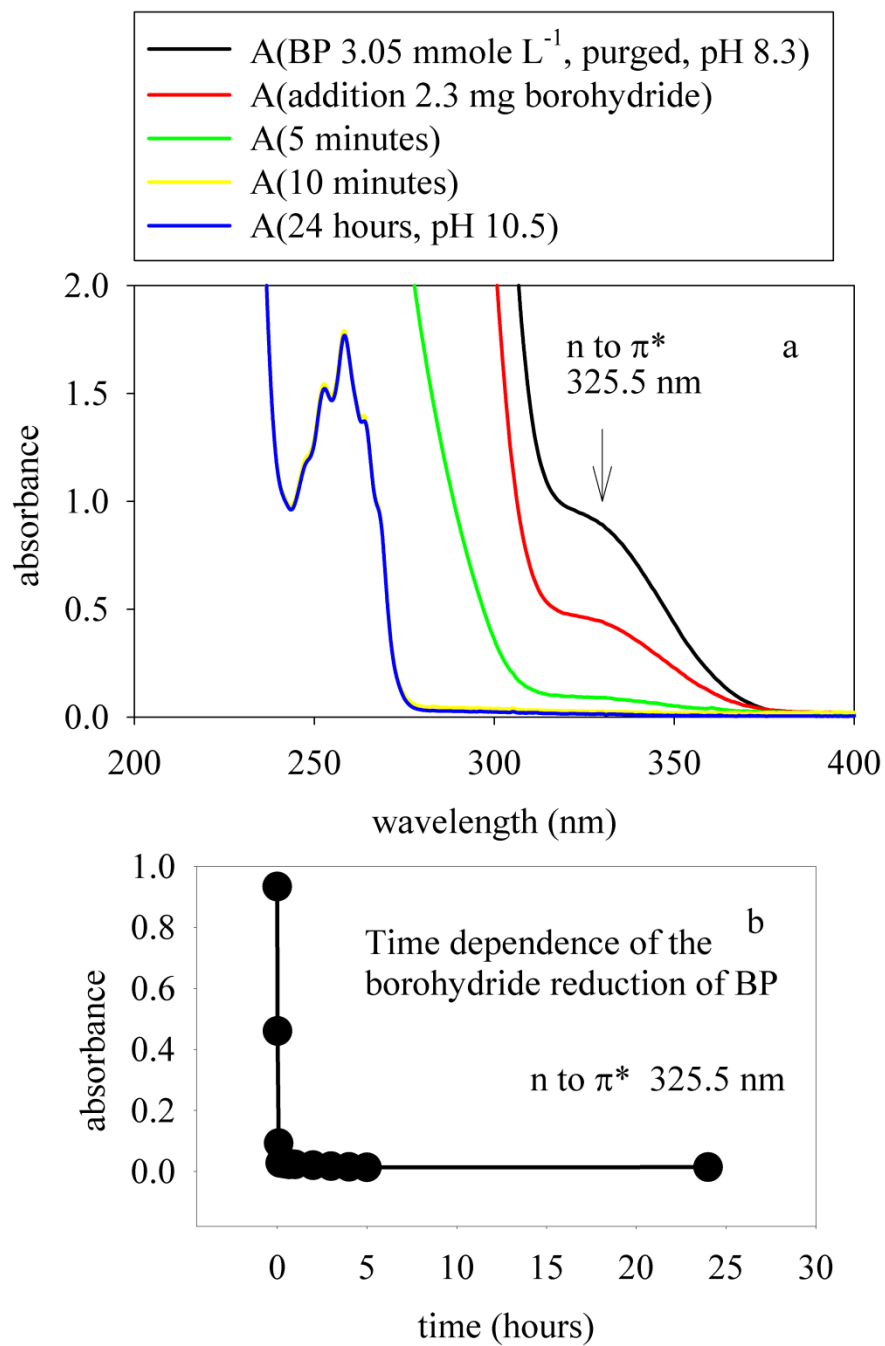 A(BP 3.05 mmole L⁻¹, purged, pH 8.3)
A(addition 2.3 mg borohydride)
A(5 minutes)
A(10 minutes)
A(24 hours, pH 10.5)
2.0
1.5
1.0
0.5
0.0
absorbance
n to π*
325.5 nm
a
200
250
300
350
400
wavelength (nm)
1.0
0.8
0.6
0.4
0.2
0.0
absorbance
b
Time dependence of the
borohydride reduction of BP
n to π* 325.5 nm
0
5
10
15
20
25
30
time (hours)